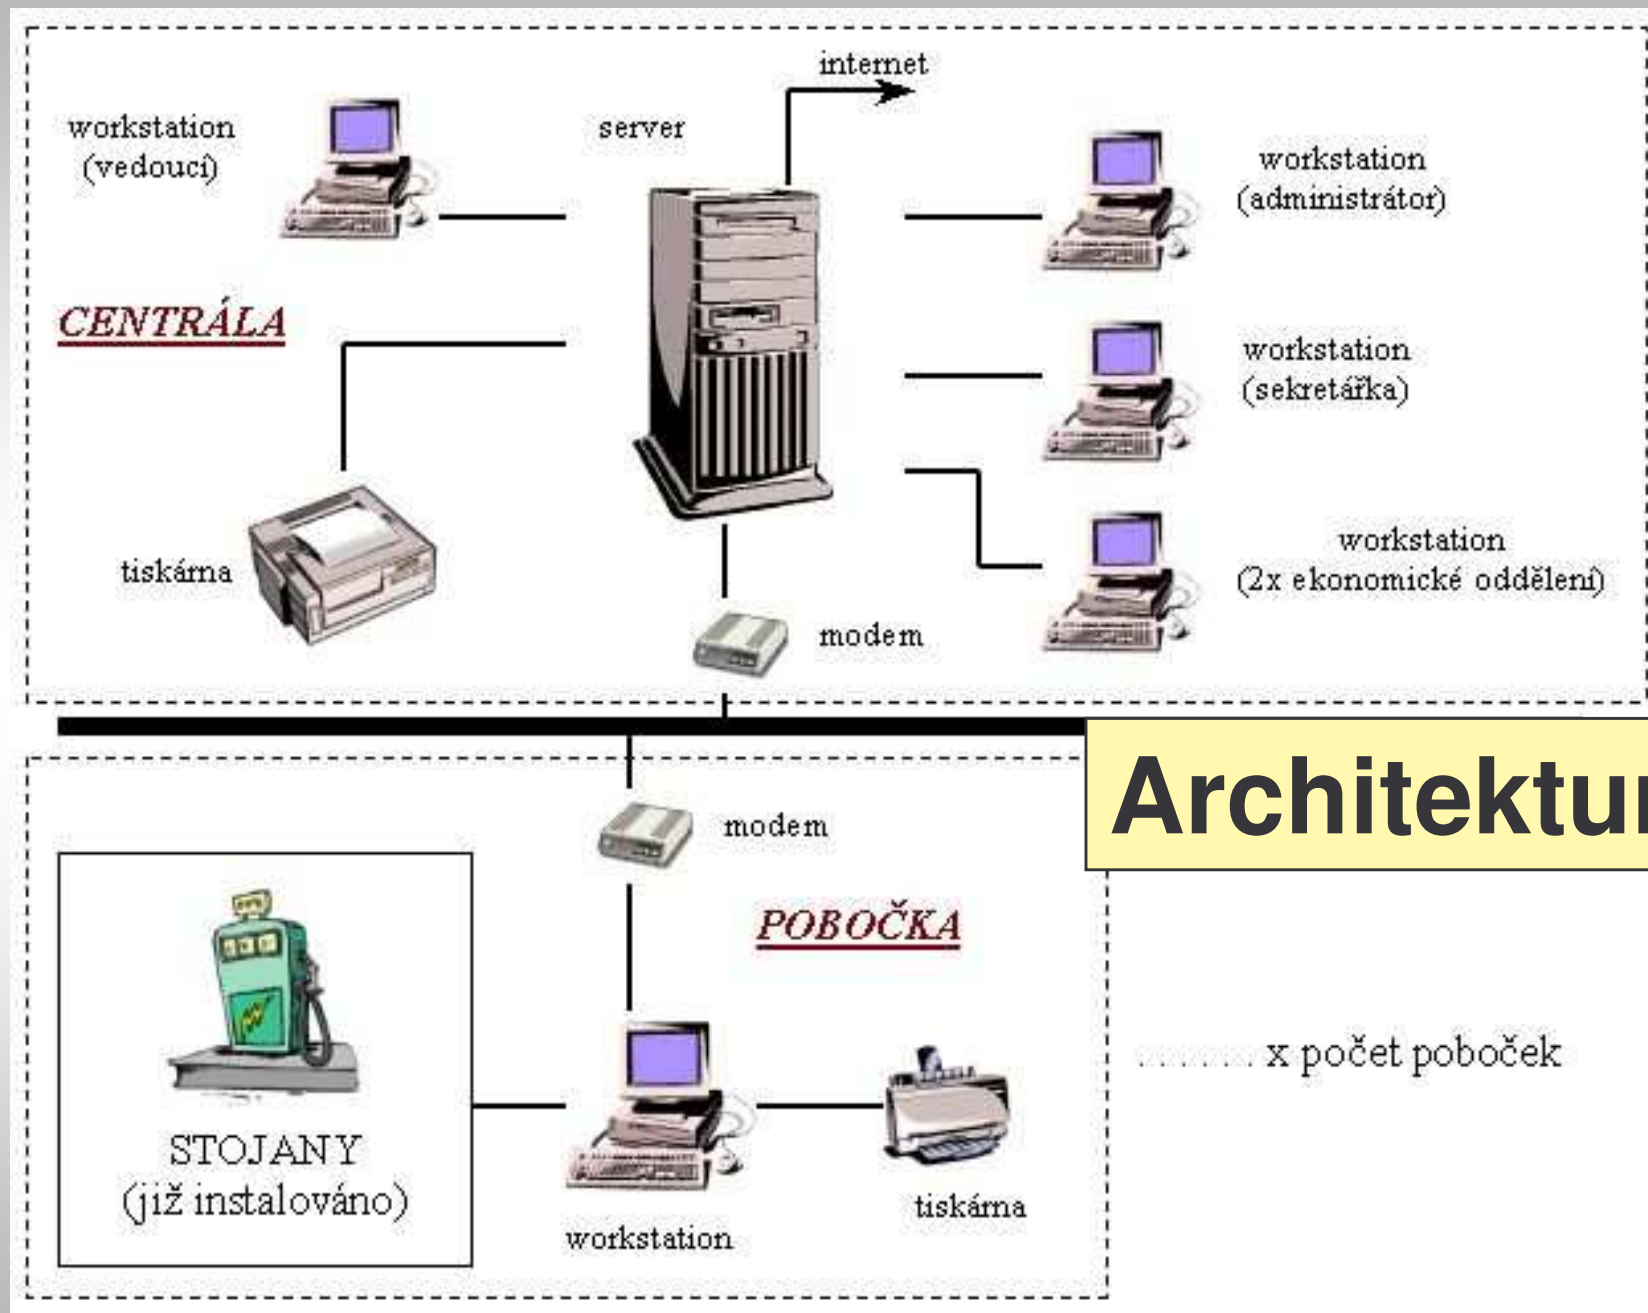 internet
workstation
(vedoucí)
server
workstation
(administrátor)
CENTRÁLA
workstation
(sekretářka)
tiskárna
workstation
(2x ekonomické oddělení)
modem
Architektur
modem
POBOČKA
STOJANY
(již instalováno)
workstation
tiskárna
....... x počet poboček